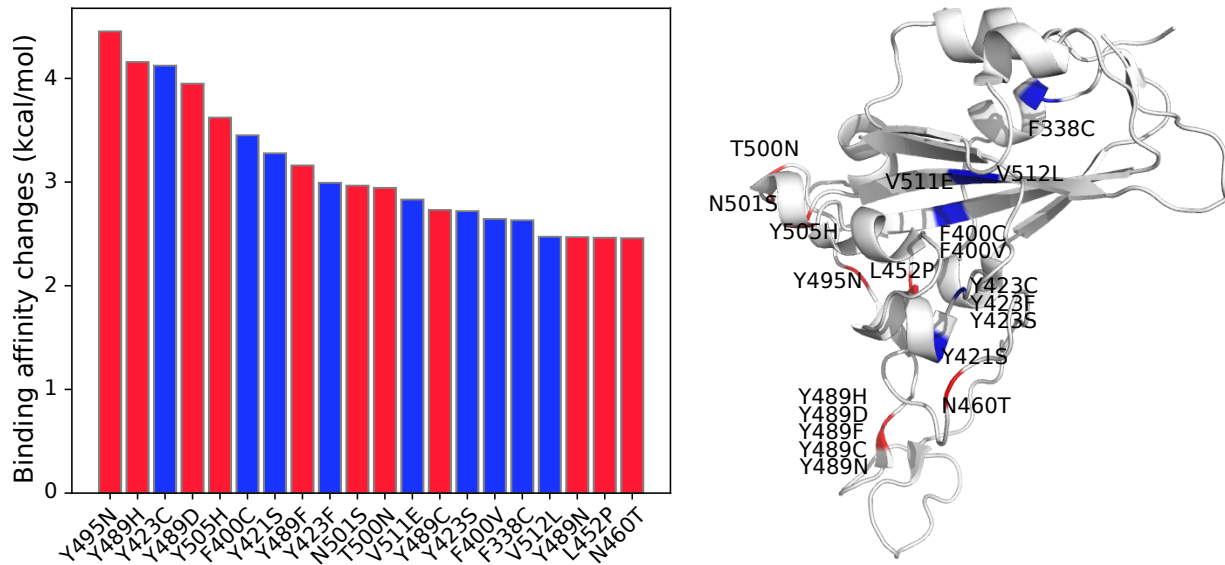 Binding affinity changes (kcal/mol)
4
3
2
1
0
Y495N
Y489H
Y423C
Y489D
Y505H
F400C
Y421S
Y489F
Y423F
N501S
T500N
V511E
Y489C
Y423S
F400V
F338C
V512L
Y489N
L452P
N460T
F338C
T500N
V511E
V512L
N501S
Y505H
F400C
F400V
L452P
Y495N
Y423C
Y423F
Y423S
Y421S
Y489H
N460T
Y489D
Y489F
Y489C
Y489N